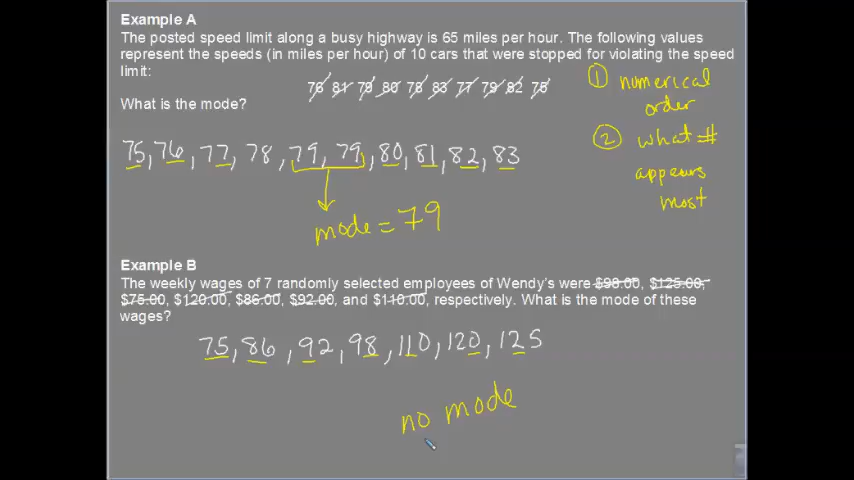 Example A
The posted speed limit along a busy highway is 65 miles per hour. The following values
represent the speeds (in miles per hour) of 10 cars that were stopped for violating the speed
limit:
76 81 79 80 78 83 77 79 82 75
What is the mode?
① numerical
order
② what #
appears
most
75, 76, 77, 78, 79, 79, 80, 81, 82, 83
mode = 79
Example B
The weekly wages of 7 randomly selected employees of Wendy's were $98.00, $125.00,
$75.00, $120.00, $86.00, $92.00, and $110.00, respectively. What is the mode of these
wages?
75, 86, 92, 98, 110, 120, 125
no mode